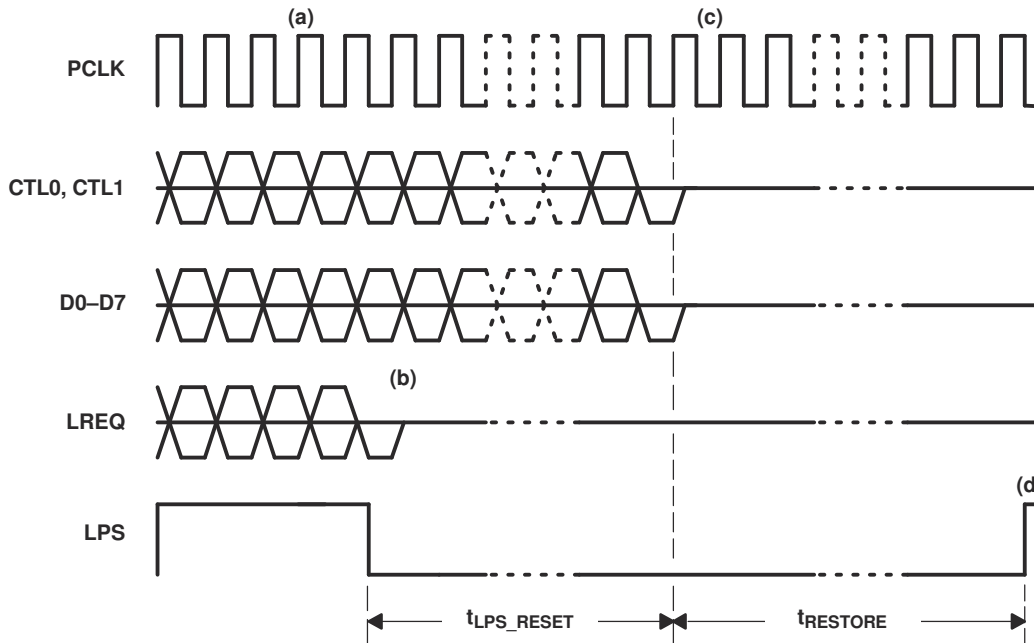 (a) (c)
PCLK
CTL0, CTL1
D0–D7
(b)
LREQ
(d
LPS
tLPS_RESET tRESTORE